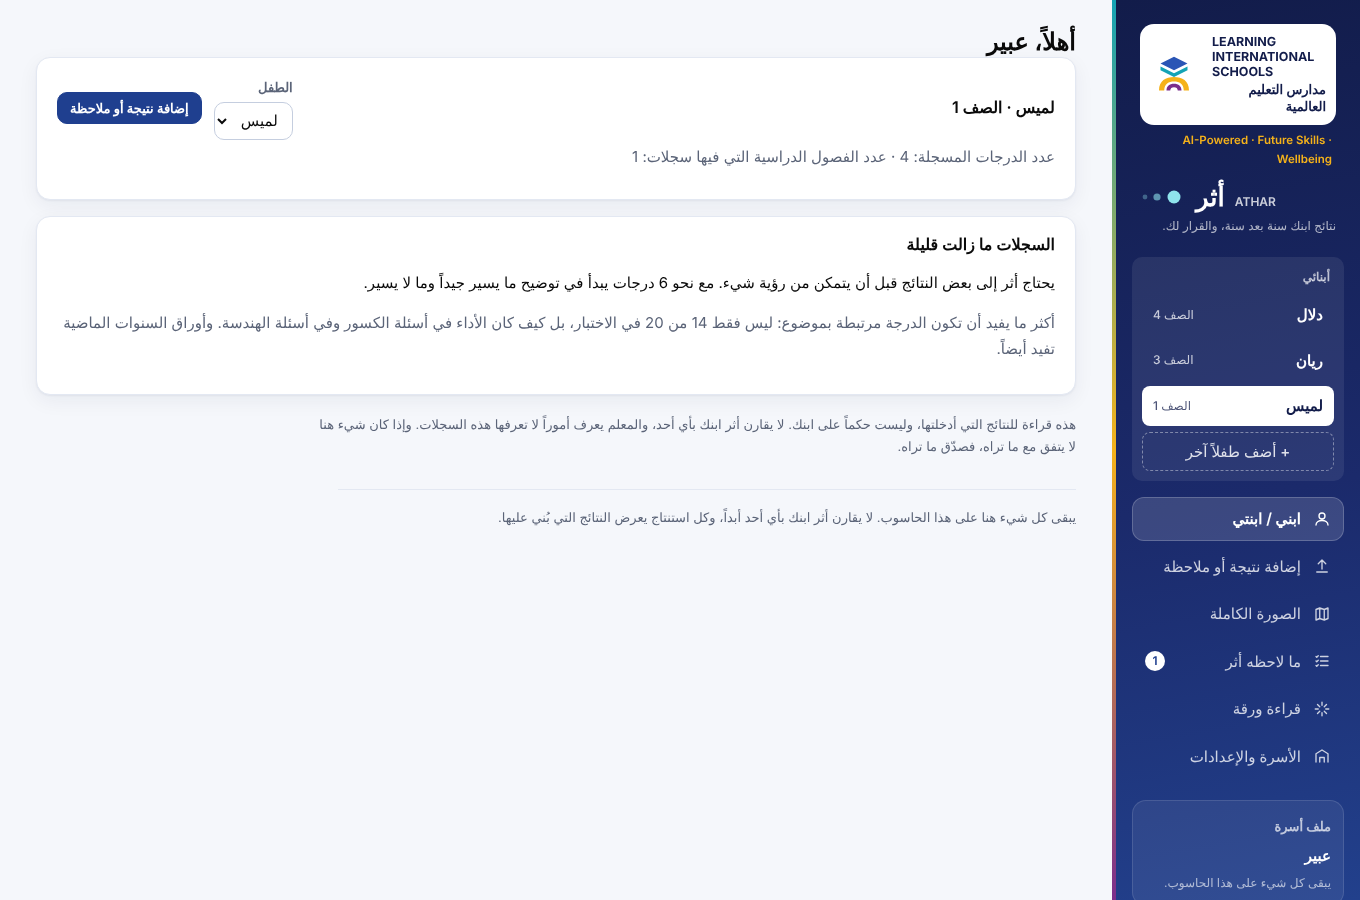 LEARNING
INTERNATIONAL
SCHOOLS
مدارس التعليم
العالمية
AI-Powered · Future Skills ·
Wellbeing
أثر ATHAR
نتائج ابنك سنة بعد سنة، والقرار لك.
أبنائي
دلال الصف 4
ريان الصف 3
لميس الصف 1
+ أضف طفلاً آخر
ابني / ابنتي
إضافة نتيجة أو ملاحظة
الصورة الكاملة
ما لاحظه أثر 1
قراءة ورقة
الأسرة والإعدادات
ملف أسرة
عبير
يبقى كل شيء على هذا الحاسوب.
أهلاً، عبير
لميس · الصف 1
الطفل
لميس
إضافة نتيجة أو ملاحظة
عدد الدرجات المسجلة: 4 · عدد الفصول الدراسية التي فيها سجلات: 1
السجلات ما زالت قليلة
يحتاج أثر إلى بعض النتائج قبل أن يتمكن من رؤية شيء. مع نحو 6 درجات يبدأ في توضيح ما يسير جيداً وما لا يسير.
أكثر ما يفيد أن تكون الدرجة مرتبطة بموضوع: ليس فقط 14 من 20 في الاختبار، بل كيف كان الأداء في أسئلة الكسور وفي أسئلة الهندسة. وأوراق السنوات الماضية
تفيد أيضاً.
هذه قراءة للنتائج التي أدخلتها، وليست حكماً على ابنك. لا يقارن أثر ابنك بأي أحد، والمعلم يعرف أموراً لا تعرفها هذه السجلات. وإذا كان شيء هنا
لا يتفق مع ما تراه، فصدّق ما تراه.
يبقى كل شيء هنا على هذا الحاسوب. لا يقارن أثر ابنك بأي أحد أبداً، وكل استنتاج يعرض النتائج التي بُني عليها.